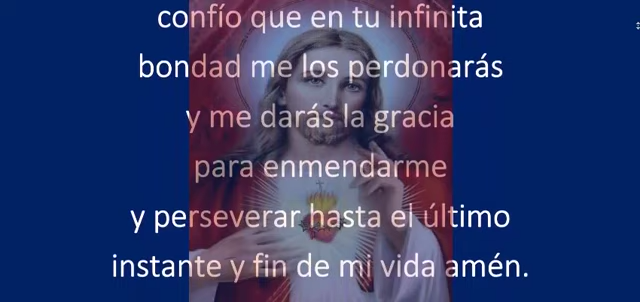 confío que en tu infinita
bondad me los perdonarás
y me darás la gracia
para enmendarme
y perseverar hasta el último
instante y fin de mi vida amén.